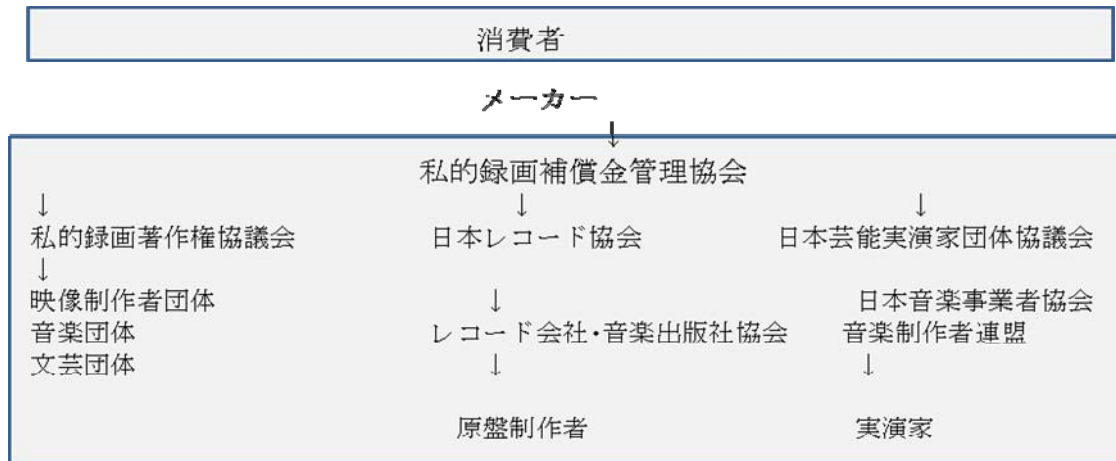 消費者
メーカー
↓
私的録画補償金管理協会
↓ ↓ ↓
私的録画著作権協議会 日本レコード協会 日本芸能実演家団体協議会
↓
映像制作者団体 ↓ 日本音楽事業者協会
音楽団体 レコード会社・音楽出版社協会 音楽制作者連盟
文芸団体 ↓ ↓
原盤制作者 実演家